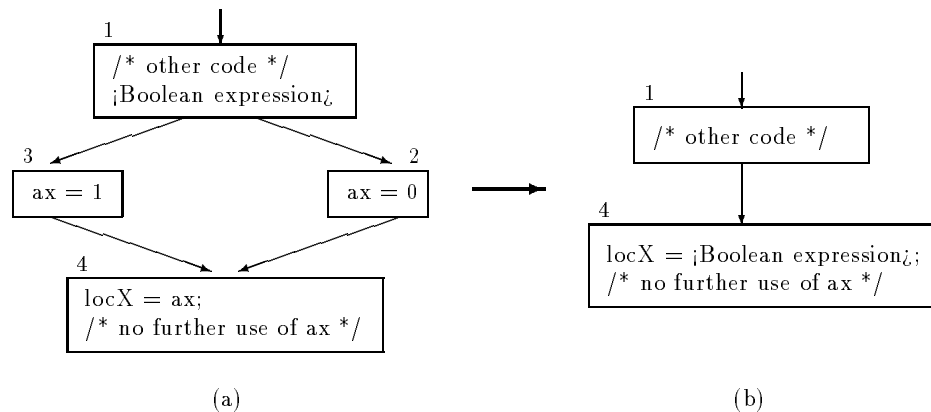 1
/* other code */
¡Boolean expression¿
3
2
ax = 1
ax = 0
4
locX = ax;
/* no further use of ax */
(a)
1
/* other code */
4
locX = ¡Boolean expression¿;
/* no further use of ax */
(b)